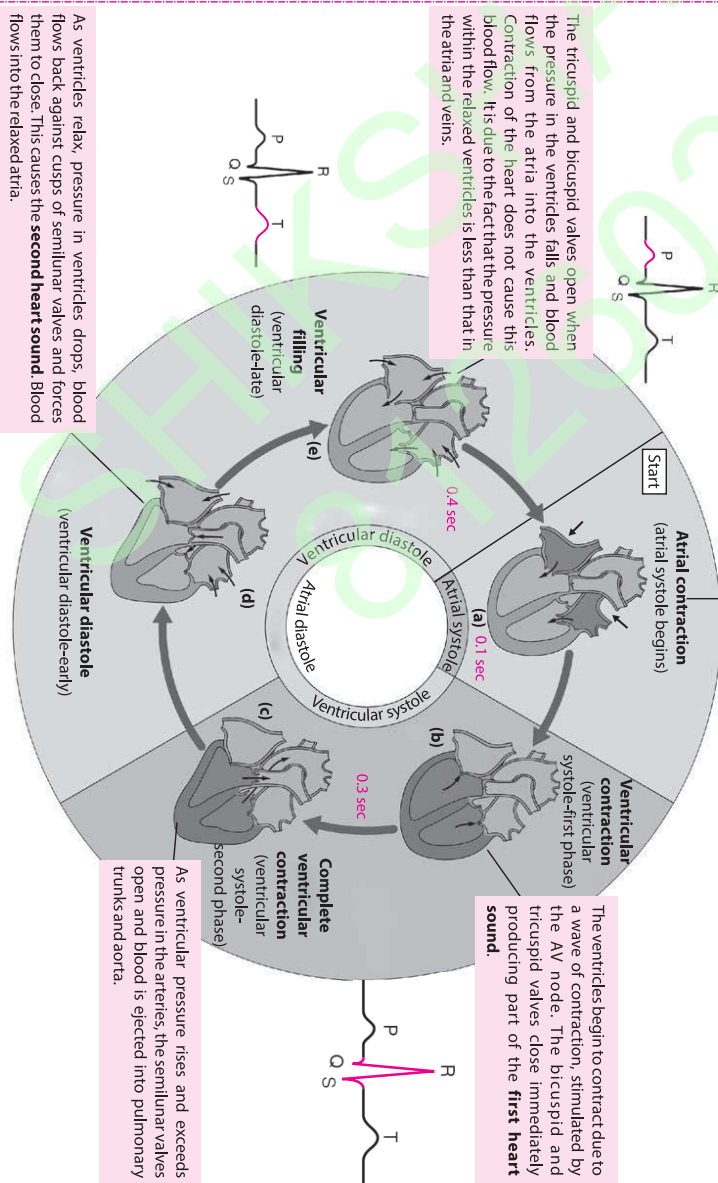 The tricuspid and bicuspid valves open when
the pressure in the ventricles falls and blood
flows from the atria into the ventricles.
Contraction of the heart does not cause this
blood flow. It is due to the fact that the pressure
within the relaxed ventricles is less than that in
the atria and veins.
P
Q
S
T
Start
Atrial contraction
(atrial systole begins)
(a) 0.1 sec
Ventricular
contraction
(ventricular
systole-first phase)
(b)
The ventricles begin to contract due to
a wave of contraction, stimulated by
the AV node. The bicuspid and
tricuspid valves close immediately
producing part of the first heart
sound.
P
Q
R
S
T
0.3 sec
Complete
ventricular
contraction
(ventricular
systole-
second phase)
(c)
As ventricular pressure rises and exceeds
pressure in the arteries, the semilunar valves
open and blood is ejected into pulmonary
trunks and aorta.
Ventricular diastole
(ventricular diastole-early)
(d)
As ventricles relax, pressure in ventricles drops, blood
flows back against cusps of semilunar valves and forces
them to close. This causes the second heart sound. Blood
flows into the relaxed atria.
P
Q
R
S
T
Ventricular
filling
(ventricular
diastole-late)
(e)
0.4 sec
Ventricular diastole
Atrial systole
Ventricular systole
Atrial diastole